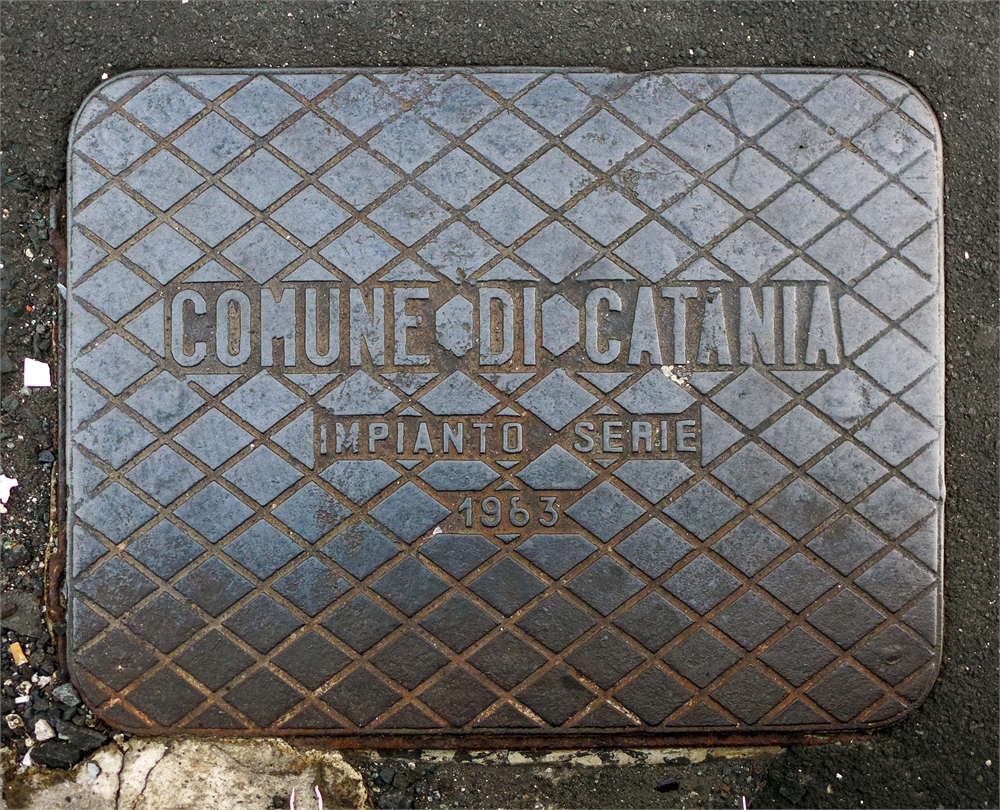 COMUNE DI CATANIA
IMPIANTO SERIE
1963